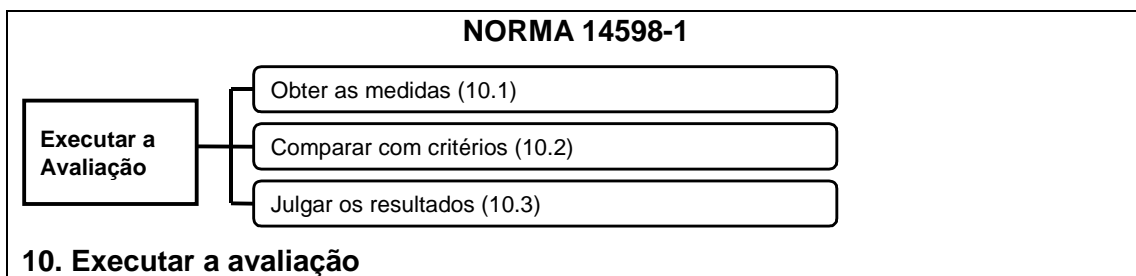 NORMA 14598-1
Obter as medidas (10.1)
Executar a
Avaliação
Comparar com critérios (10.2)
Julgar os resultados (10.3)
10. Executar a avaliação